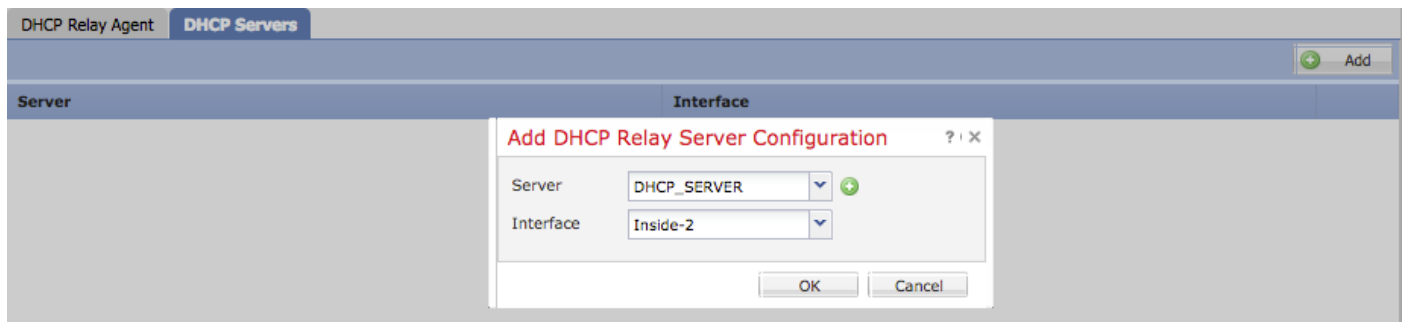 DHCP Relay Agent DHCP Servers
Add
Server Interface
Add DHCP Relay Server Configuration ?
Server DHCP_SERVER
Interface Inside-2
OK Cancel